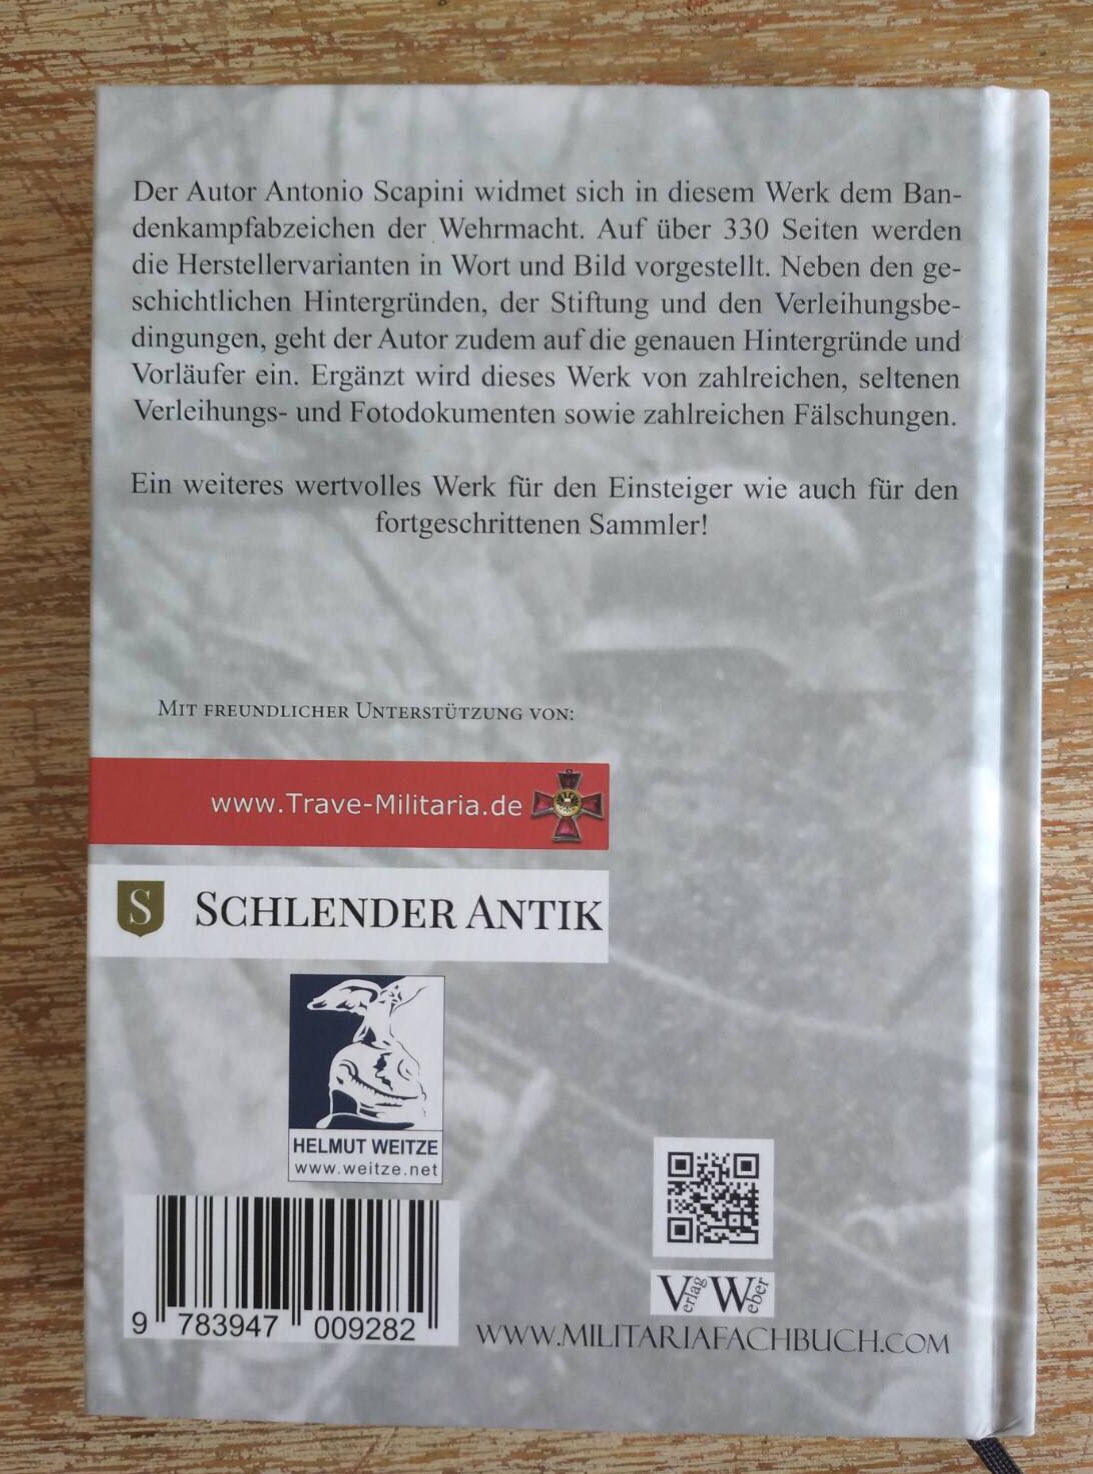 Der Autor Antonio Scapini widmet sich in diesem Werk dem Ban-
denkampfabzeichen der Wehrmacht. Auf über 330 Seiten werden
die Herstellervarianten in Wort und Bild vorgestellt. Neben den ge-
schichtlichen Hintergründen, der Stiftung und den Verleihungsbe-
dingungen, geht der Autor zudem auf die genauen Hintergründe und
Vorläufer ein. Ergänzt wird dieses Werk von zahlreichen, seltenen
Verleihungs- und Fotodokumenten sowie zahlreichen Fälschungen.
Ein weiteres wertvolles Werk für den Einsteiger wie auch für den
fortgeschrittenen Sammler!
Mit freundlicher Unterstützung von:
www.Trave-Militaria.de
S SCHLENDER ANTIK
HELMUT WEITZE
www.weitze.net
9 783947 009282
Verlag Weber
WWW.MILITARIAFACHBUCH.COM